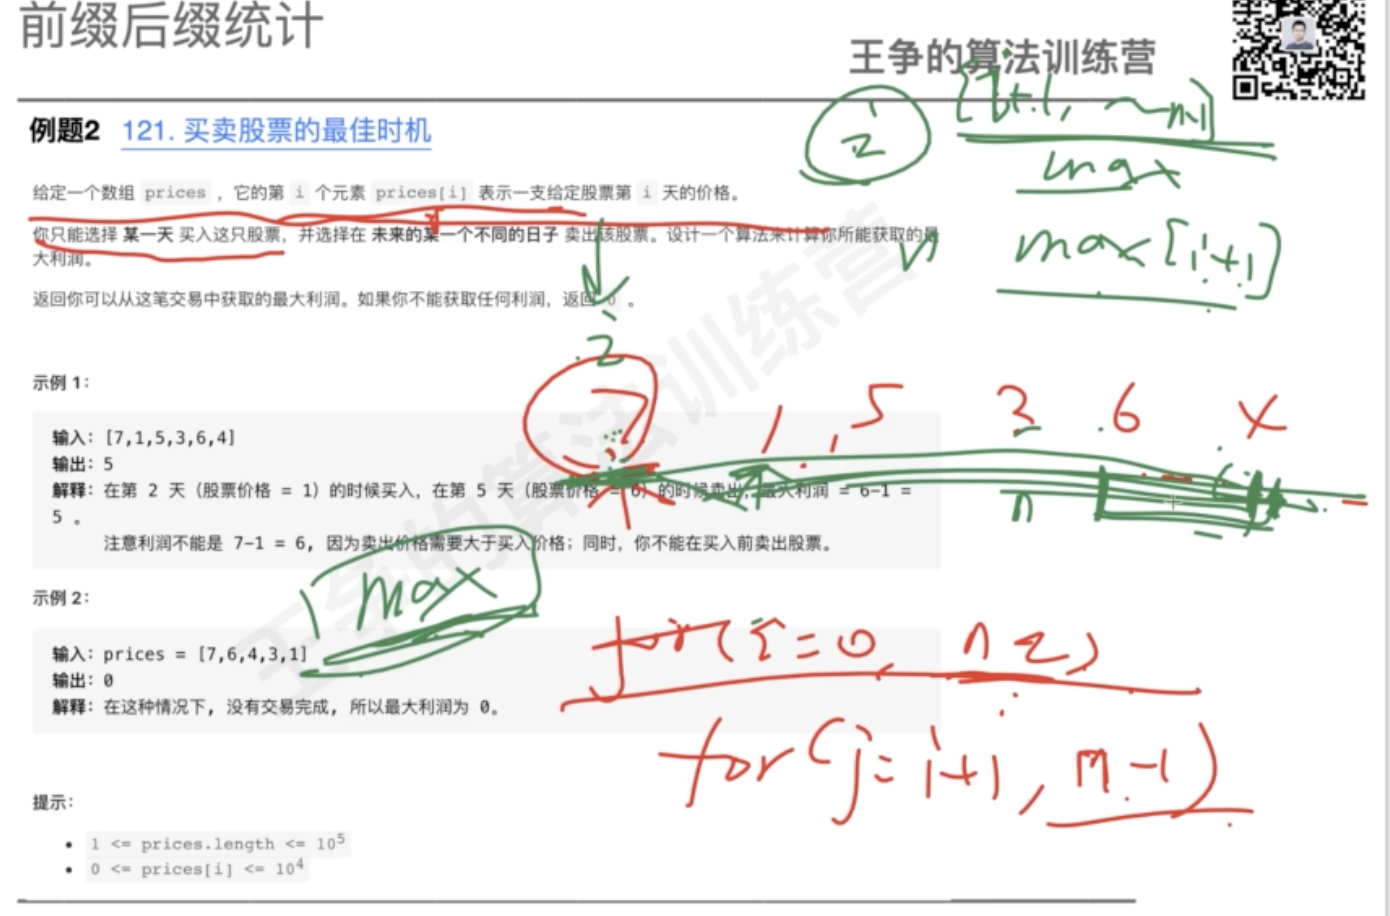 前缀后缀统计
王争的算法训练营
例题2 121. 买卖股票的最佳时机
给定一个数组 prices ，它的第 i 个元素 prices[i] 表示一支给定股票第 i 天的价格。
你只能选择 某一天 买入这只股票，并选择在 未来的某一个不同的日子 卖出该股票。设计一个算法来计算你所能获取的最
大利润。
返回你可以从这笔交易中获取的最大利润。如果你不能获取任何利润，返回 0 。
max
max[i+1]
示例 1：
7 1, 5 3 6
输入：[7,1,5,3,6,4]
输出：5
解释：在第 2 天（股票价格 = 1）的时候买入，在第 5 天（股票价格 = 6）的时候卖出，最大利润 = 6-1 =
5 。
注意利润不能是 7-1 = 6, 因为卖出价格需要大于买入价格；同时，你不能在买入前卖出股票。
max
示例 2：
输入：prices = [7,6,4,3,1]
输出：0
解释：在这种情况下, 没有交易完成, 所以最大利润为 0。
for(i=0, n-2)
for(j=i+1, n-1)
提示：
1 <= prices.length <= 10⁵
0 <= prices[i] <= 10⁴
王争的算法训练营